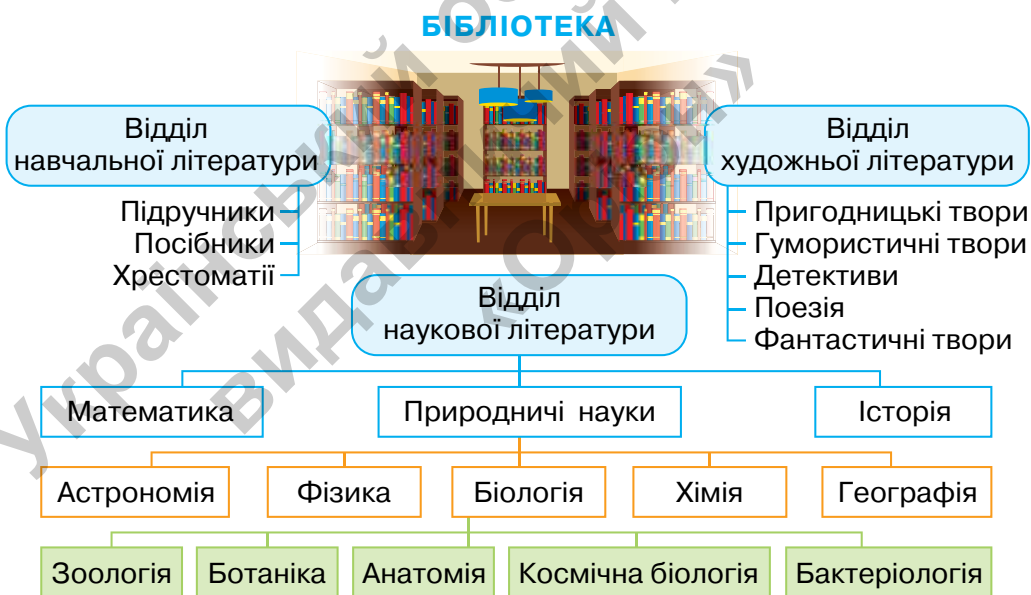 БІБЛІОТЕКА
Відділ
навчальної літератури
Підручники
Посібники
Хрестоматії
Відділ
художньої літератури
Пригодницькі твори
Гумористичні твори
Детективи
Поезія
Фантастичні твори
Відділ
наукової літератури
Математика
Природничі науки
Історія
Астрономія
Фізика
Біологія
Хімія
Географія
Зоологія
Ботаніка
Анатомія
Космічна біологія
Бактеріологія
Український